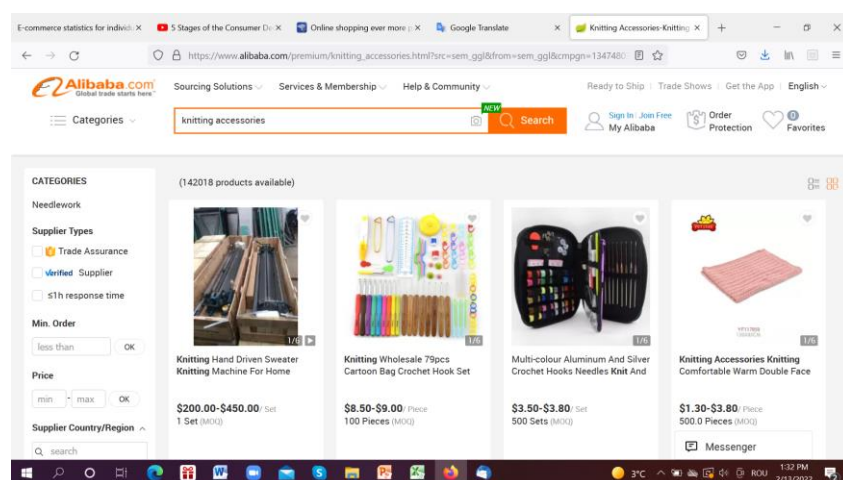 E-commerce statistics for individu
5 Stages of the Consumer De
Online shopping ever more p
Google Translate
Knitting Accessories-Knitting
https://www.alibaba.com/premium/knitting_accessories.html?src=sem_ggl&from=sem_ggl&cmpgn=1347480
Alibaba.com
Global trade starts here
Sourcing Solutions
Services & Membership
Help & Community
Ready to Ship
Trade Shows
Get the App
English
Categories
knitting accessories
NEW
Search
Sign In
Join Free
My Alibaba
Order
Protection
0
Favorites
CATEGORIES
Needlework
Supplier Types
Trade Assurance
Verified Supplier
≤1h response time
Min. Order
less than
OK
Price
min - max
OK
Supplier Country/Region
search
(142018 products available)
1/6
Knitting Hand Driven Sweater
Knitting Machine For Home
$200.00-$450.00/ Set
1 Set (MOQ)
1/6
Knitting Wholesale 79pcs
Cartoon Bag Crochet Hook Set
$8.50-$9.00/ Piece
100 Pieces (MOQ)
1/6
Multi-colour Aluminum And Silver
Crochet Hooks Needles Knit And
$3.50-$3.80/ Set
500 Sets (MOQ)
1/6
Knitting Accessories Knitting
Comfortable Warm Double Face
$1.30-$3.80/ Piece
500.0 Pieces (MOQ)
Messenger
3°C
ROU
1:32 PM
2/13/2022